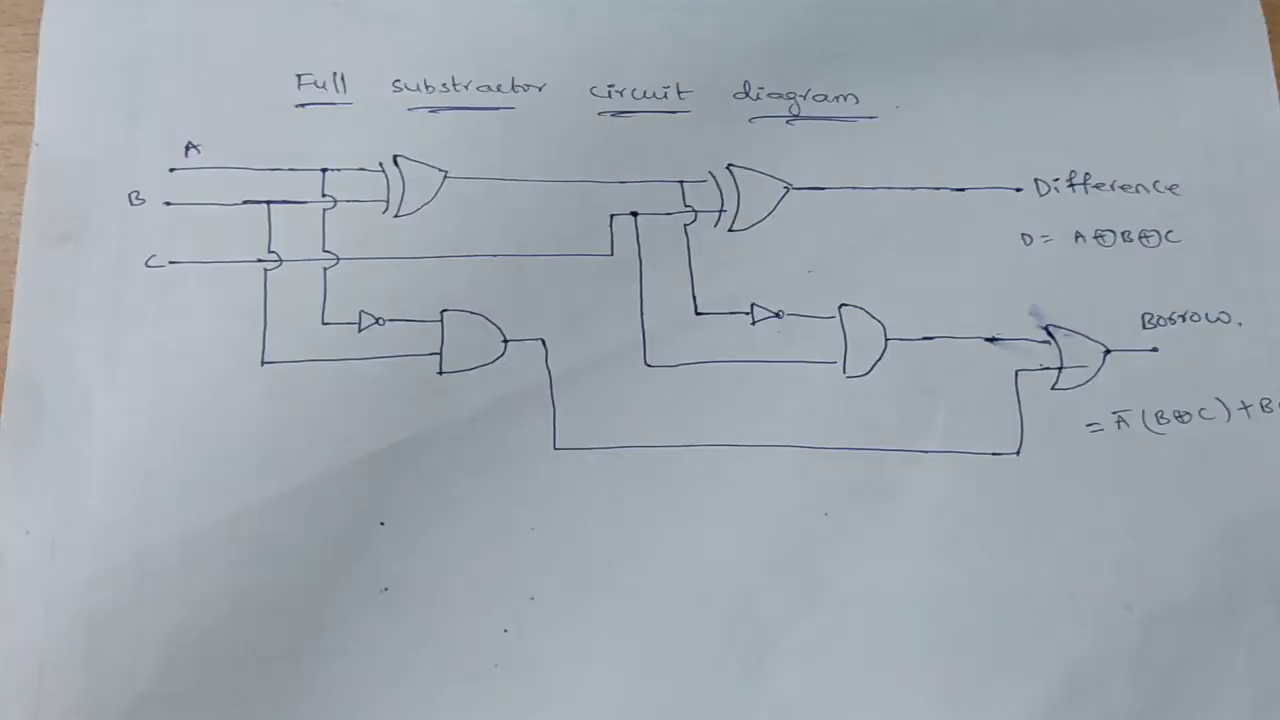 Full substractor circuit diagram
A
B
C
Difference
D = A⊕B⊕C
Borrow.
= A̅(B⊕C)+B